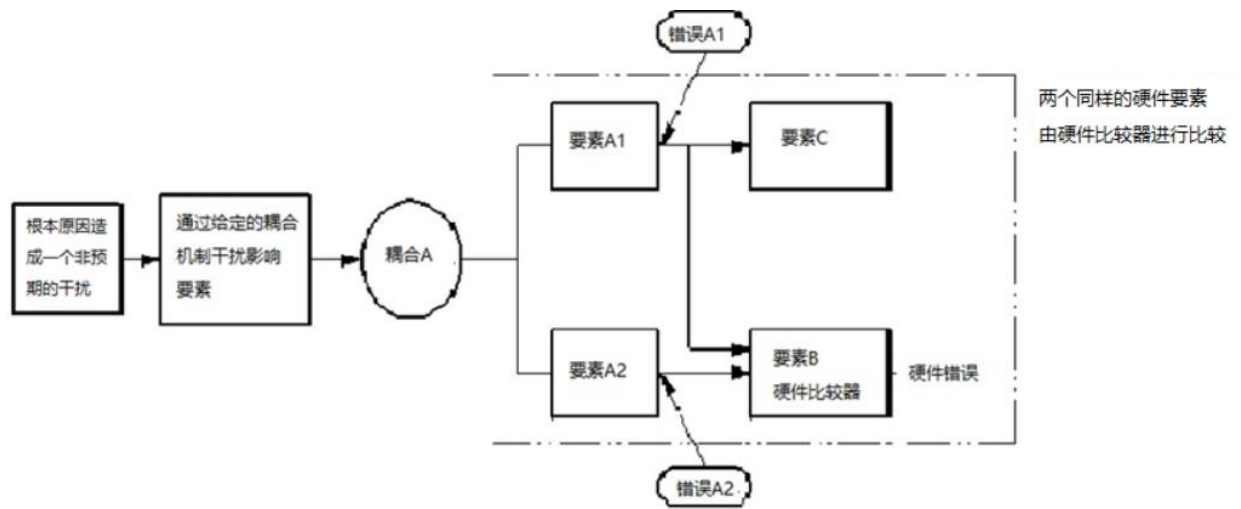 错误A1
两个同样的硬件要素
由硬件比较器进行比较
要素A1
要素C
根本原因造
成一个非预
期的干扰
通过给定的耦合
机制干扰影响
要素
耦合A
要素A2
要素B
硬件比较器
硬件错误
错误A2